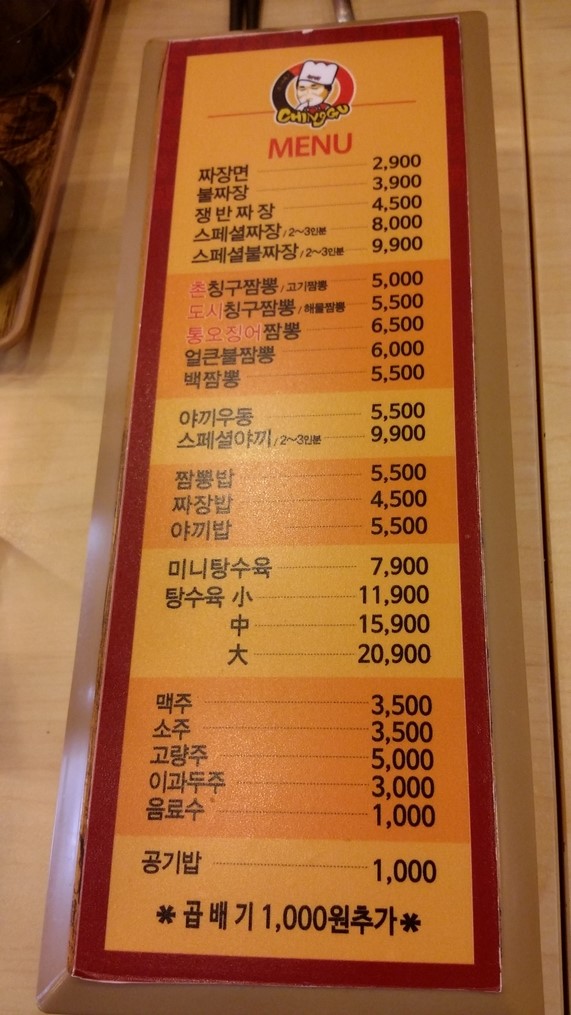 CHINGGU
MENU
짜장면 2,900
불짜장 3,900
쟁반짜장 4,500
스페셜짜장 / 2~3인분 8,000
스페셜불짜장 / 2~3인분 9,900
촌칭구짬뽕 / 고기짬뽕 5,000
도시칭구짬뽕 / 해물짬뽕 5,500
통오징어짬뽕 6,500
얼큰불짬뽕 6,000
백짬뽕 5,500
야끼우동 5,500
스페셜야끼 / 2~3인분 9,900
짬뽕밥 5,500
짜장밥 4,500
야끼밥 5,500
미니탕수육 7,900
탕수육 小 11,900
中 15,900
大 20,900
맥주 3,500
소주 3,500
고량주 5,000
이과두주 3,000
음료수 1,000
공기밥 1,000
* 곱배기 1,000원추가 *